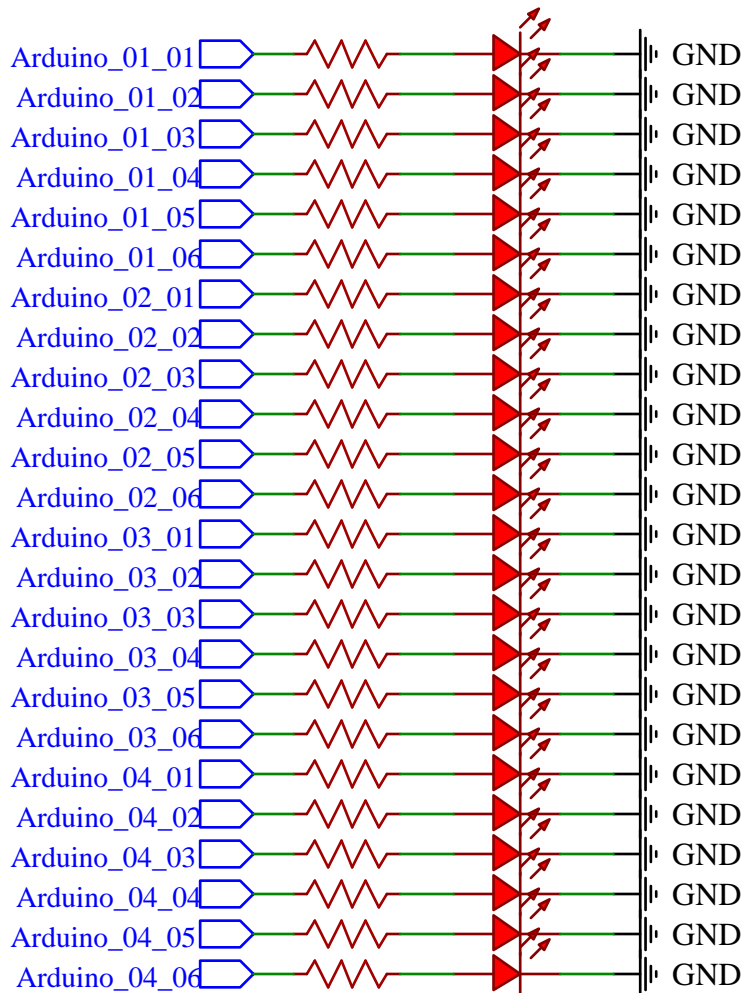 Arduino_01_01 GND
Arduino_01_02 GND
Arduino_01_03 GND
Arduino_01_04 GND
Arduino_01_05 GND
Arduino_01_06 GND
Arduino_02_01 GND
Arduino_02_02 GND
Arduino_02_03 GND
Arduino_02_04 GND
Arduino_02_05 GND
Arduino_02_06 GND
Arduino_03_01 GND
Arduino_03_02 GND
Arduino_03_03 GND
Arduino_03_04 GND
Arduino_03_05 GND
Arduino_03_06 GND
Arduino_04_01 GND
Arduino_04_02 GND
Arduino_04_03 GND
Arduino_04_04 GND
Arduino_04_05 GND
Arduino_04_06 GND